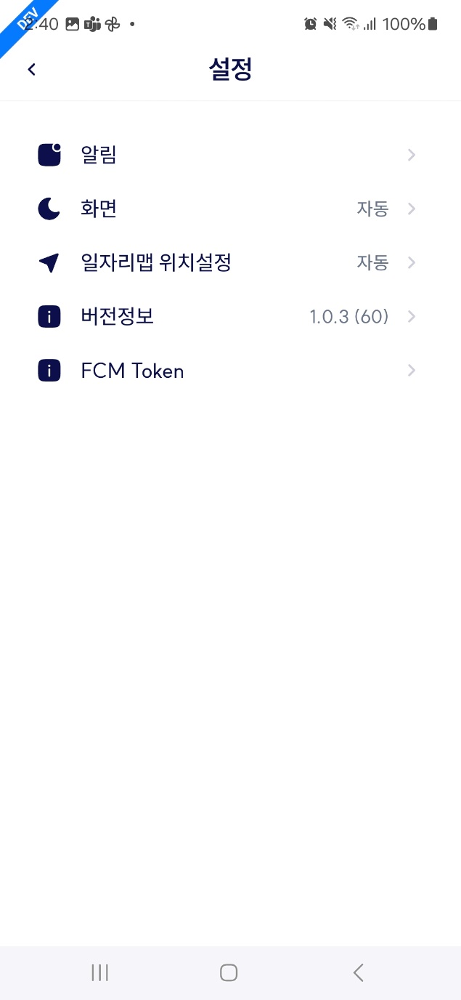 DEV
2:40
100%
설정
알림
화면 자동
일자리맵 위치설정 자동
버전정보 1.0.3 (60)
FCM Token